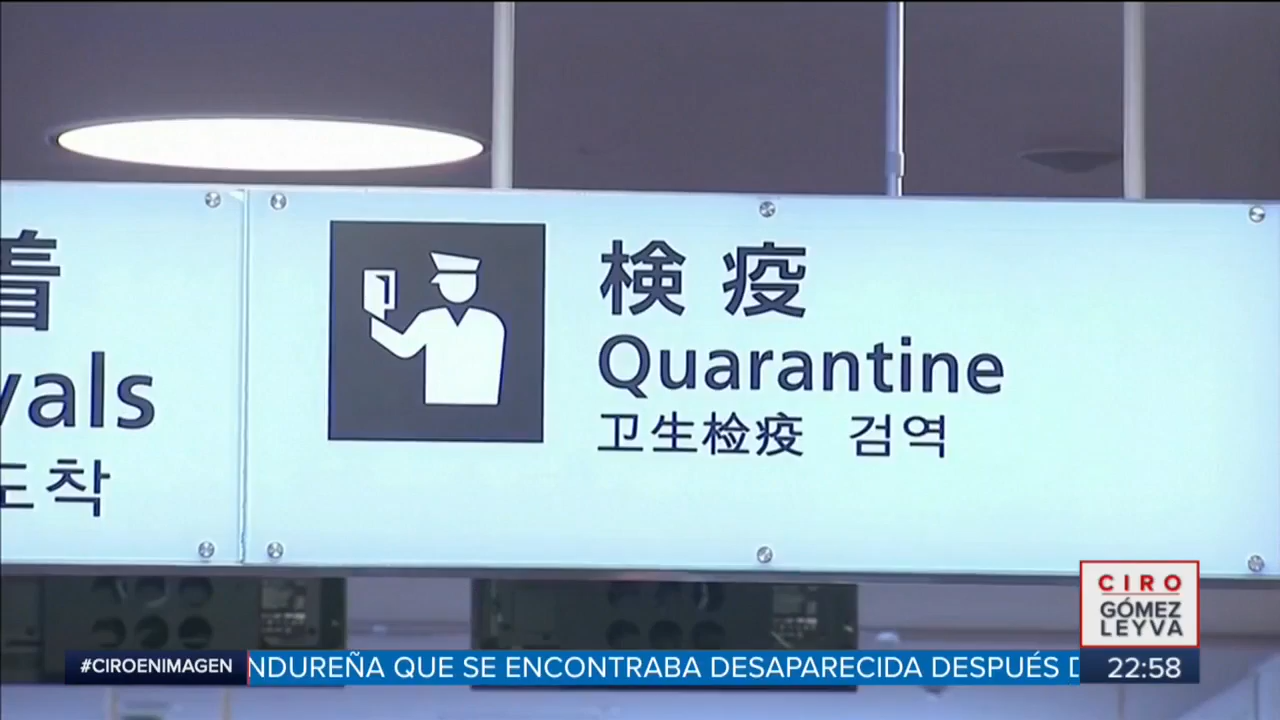 着
vals
도착
検疫
Quarantine
卫生检疫 검역
CIRO
GÓMEZ
LEYVA
#CIROENIMAGEN
NDUREÑA QUE SE ENCONTRABA DESAPARECIDA DESPUÉS D
22:58